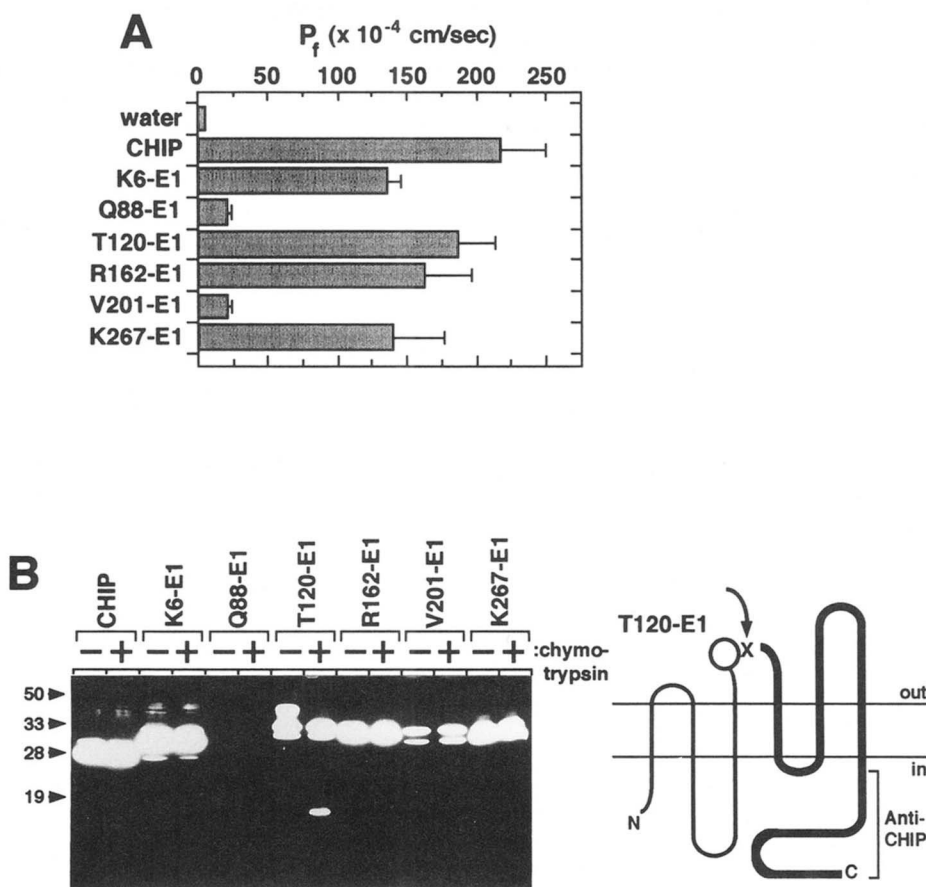 A
Pf (x 10-4 cm/sec)
0 50 100 150 200 250
water
CHIP
K6-E1
Q88-E1
T120-E1
R162-E1
V201-E1
K267-E1
B
CHIP
K6-E1
Q88-E1
T120-E1
R162-E1
V201-E1
K267-E1
− + − + − + − + − + − + − + :chymo-
trypsin
50
33
28
19
T120-E1
X
out
in
N
Anti-
CHIP
C